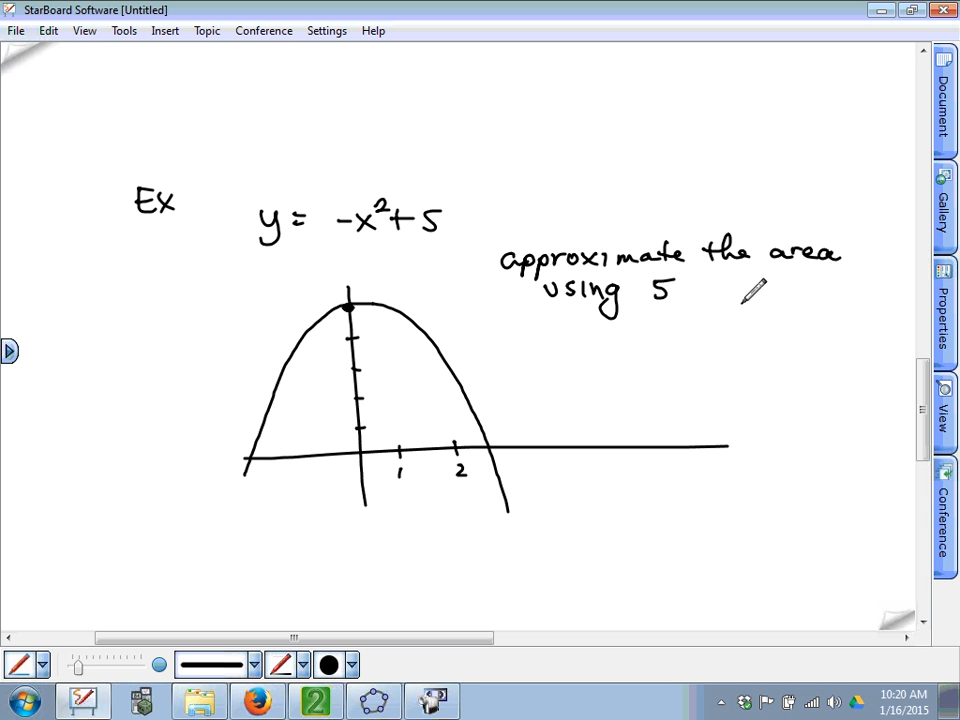 StarBoard Software [Untitled]
File Edit View Tools Insert Topic Conference Settings Help
Ex
y = -x²+5
approximate the area
using 5
1 2
Document
Gallery
Properties
View
Conference
2
10:20 AM
1/16/2015